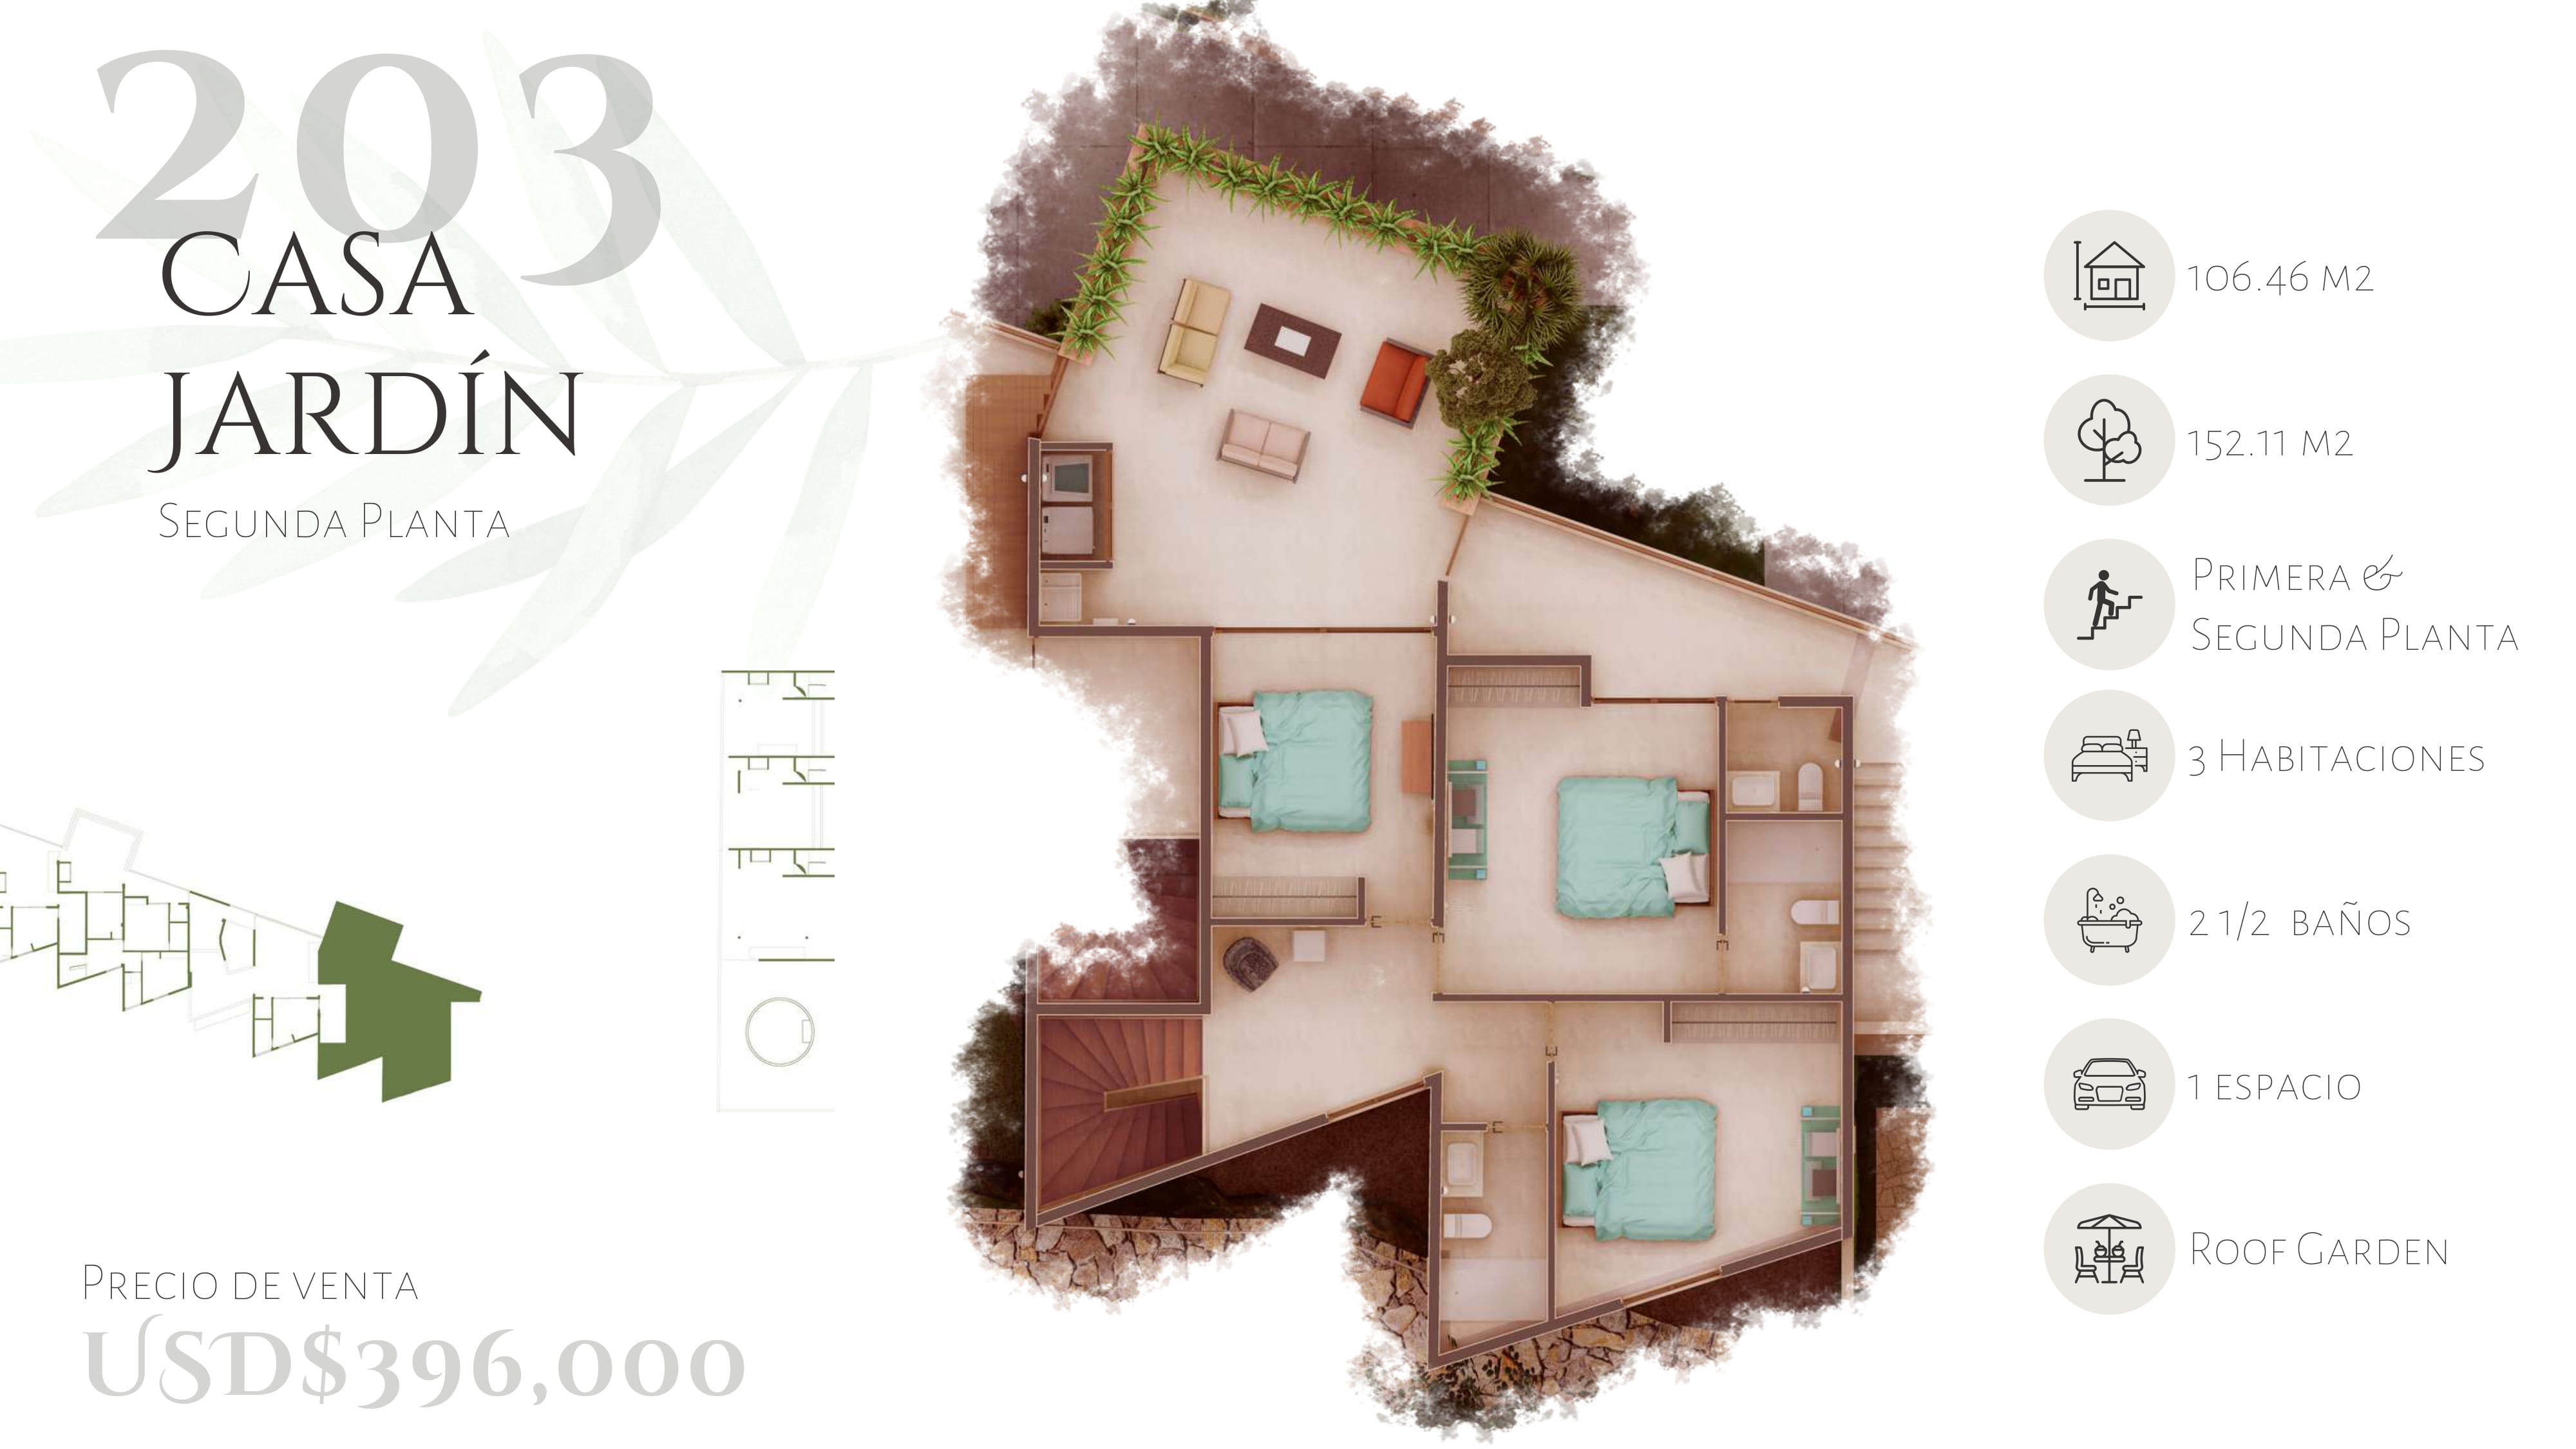 203
Casa
Jardín
Segunda Planta
Precio de venta
USD$396,000
106.46 m2
152.11 m2
Primera &
Segunda Planta
3 Habitaciones
2 1/2 baños
1 espacio
Roof Garden